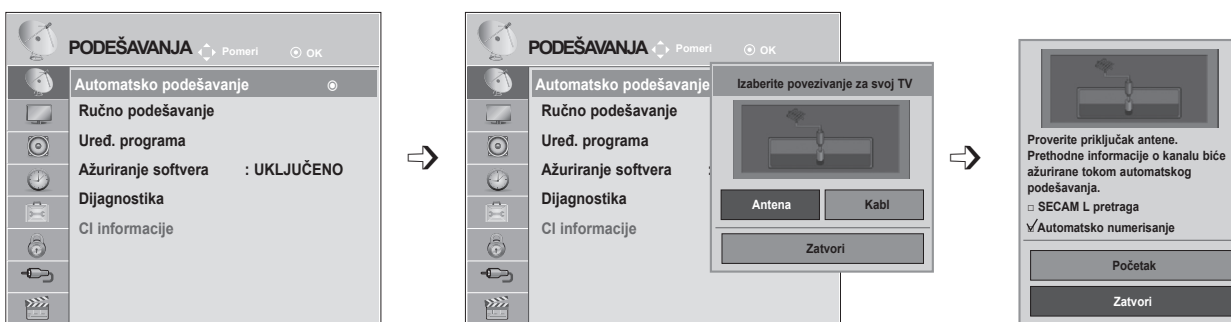 PODEŠAVANJA Pomeri OK
Automatsko podešavanje
Ručno podešavanje
Uređ. programa
Ažuriranje softvera : UKLJUČENO
Dijagnostika
CI informacije
PODEŠAVANJA Pomeri OK
Automatsko podešavanje
Ručno podešavanje
Uređ. programa
Ažuriranje softvera :
Dijagnostika
CI informacije
Izaberite povezivanje za svoj TV
Antena Kabl
Zatvori
Proverite priključak antene.
Prethodne informacije o kanalu biće
ažurirane tokom automatskog
podešavanja.
□ SECAM L pretraga
☑ Automatsko numerisanje
Početak
Zatvori